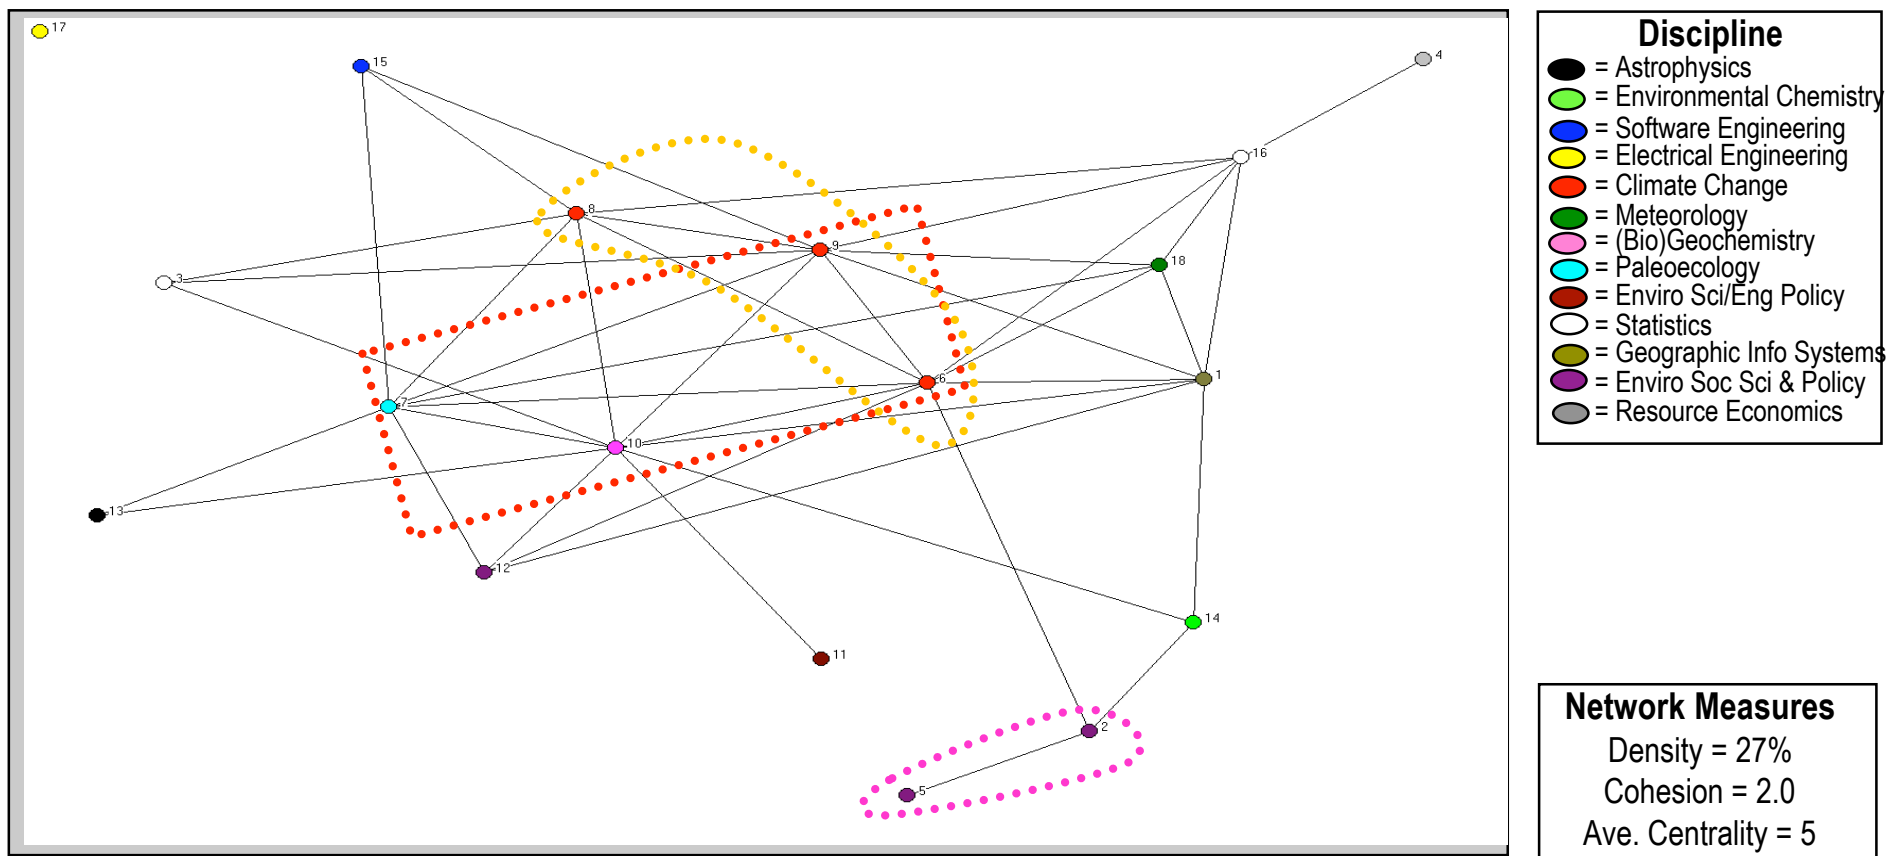 17
15
4
16
8
9
18
3
6
1
7
10
13
12
14
11
2
5
Discipline
= Astrophysics
= Environmental Chemistry
= Software Engineering
= Electrical Engineering
= Climate Change
= Meteorology
= (Bio)Geochemistry
= Paleoecology
= Enviro Sci/Eng Policy
= Statistics
= Geographic Info Systems
= Enviro Soc Sci & Policy
= Resource Economics
Network Measures
Density = 27%
Cohesion = 2.0
Ave. Centrality = 5